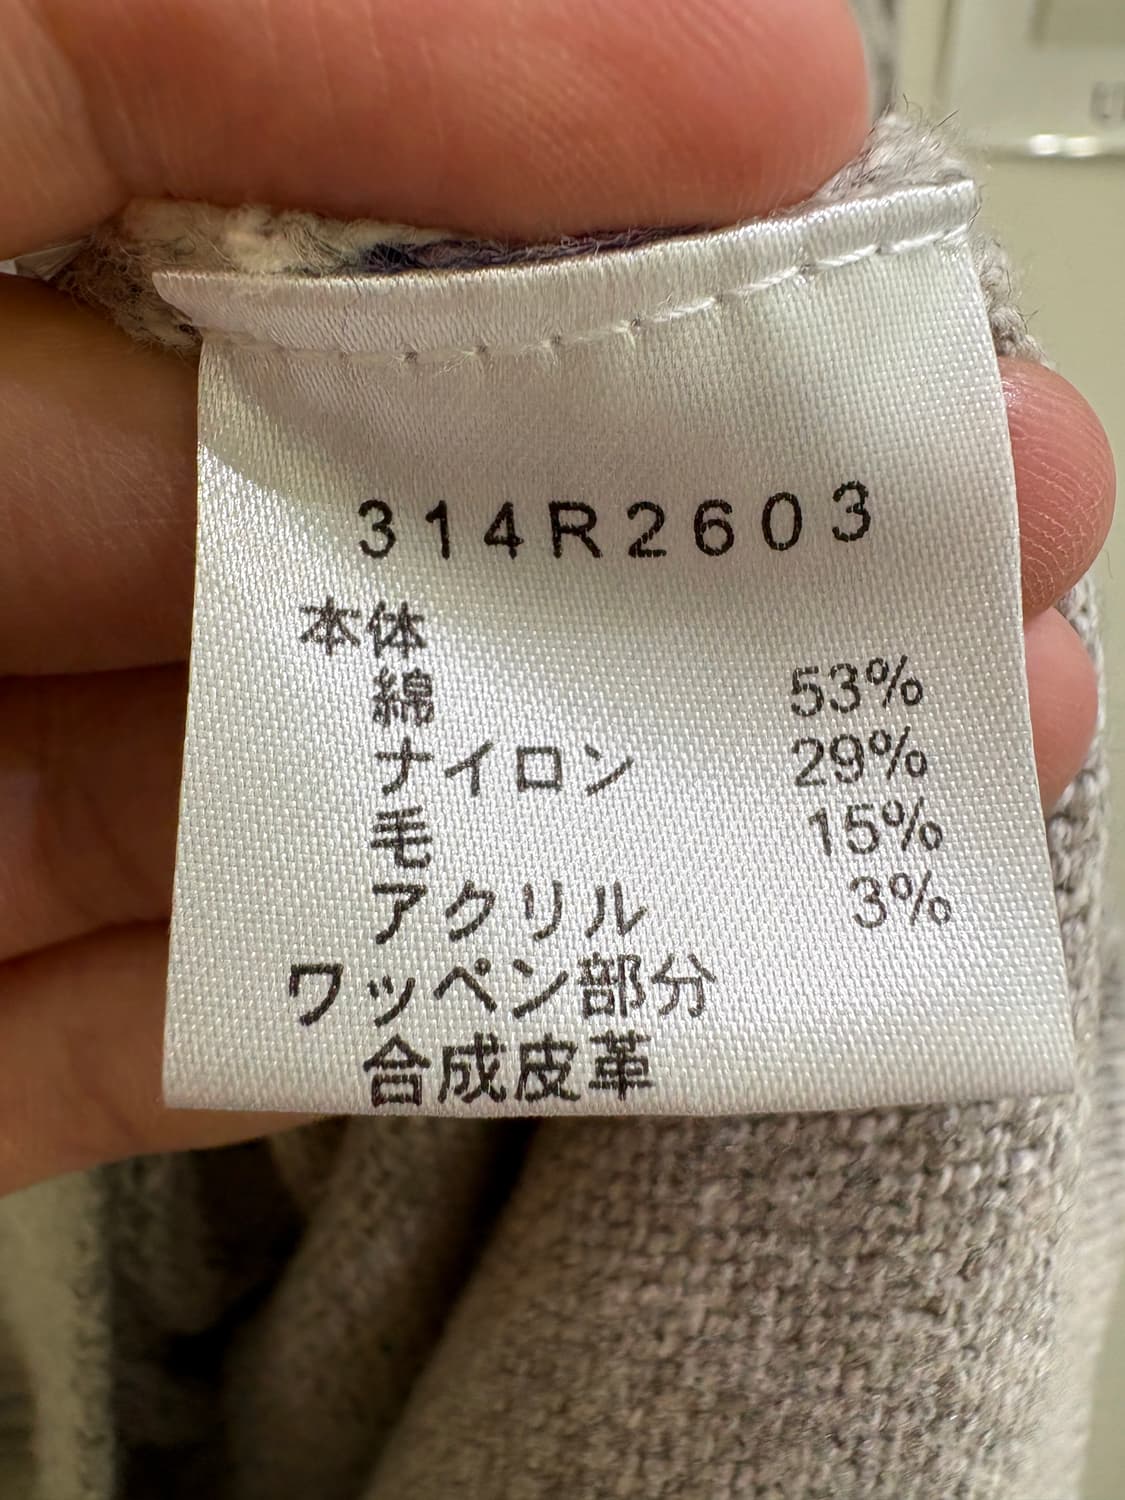 314R2603
本体
綿 53%
ナイロン 29%
毛 15%
アクリル 3%
ワッペン部分
合成皮革